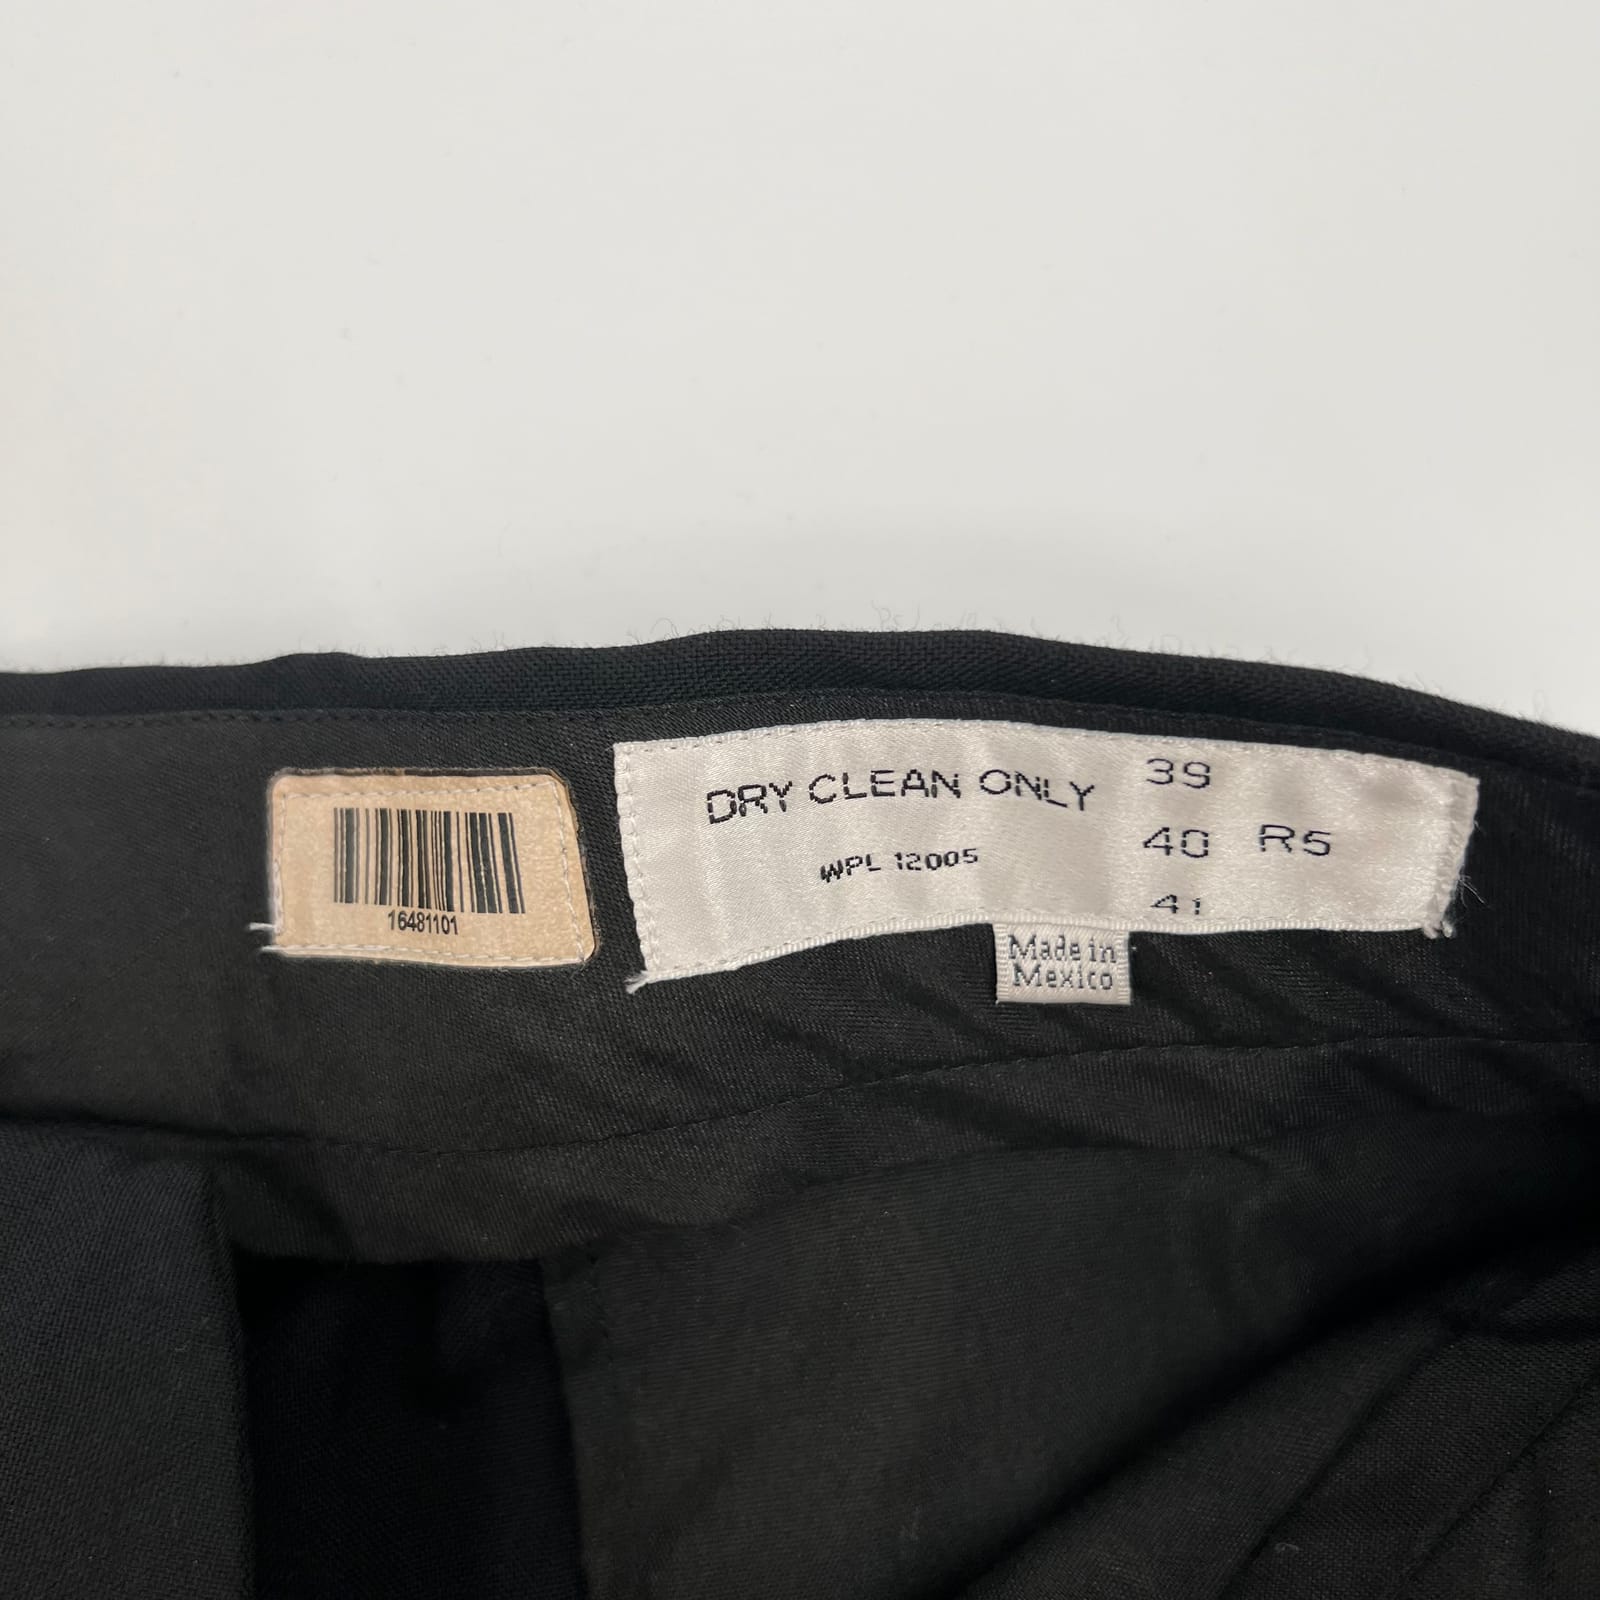 16481101
DRY CLEAN ONLY
WPL 12005
39
40 R5
41
Made in
Mexico